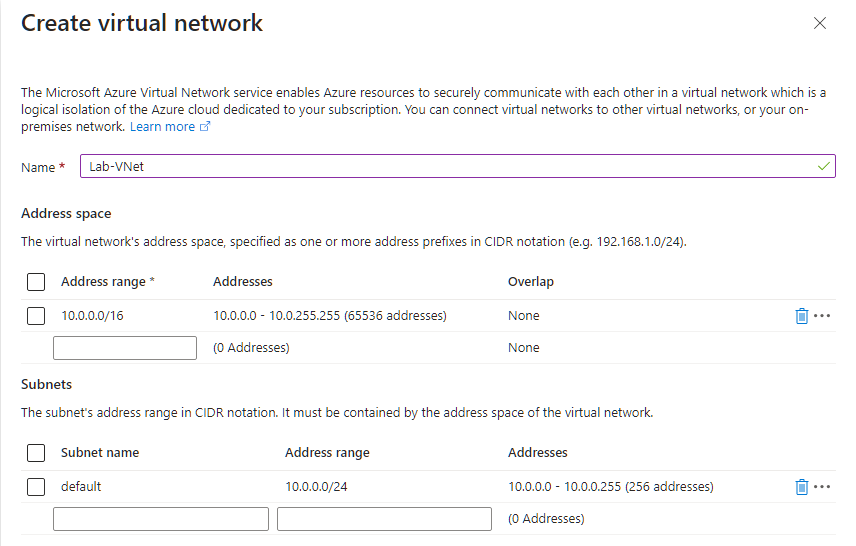 Create virtual network
The Microsoft Azure Virtual Network service enables Azure resources to securely communicate with each other in a virtual network which is a
logical isolation of the Azure cloud dedicated to your subscription. You can connect virtual networks to other virtual networks, or your on-
premises network. Learn more
Name * Lab-VNet
Address space
The virtual network's address space, specified as one or more address prefixes in CIDR notation (e.g. 192.168.1.0/24).
Address range * Addresses Overlap
10.0.0.0/16 10.0.0.0 - 10.0.255.255 (65536 addresses) None
(0 Addresses) None
Subnets
The subnet's address range in CIDR notation. It must be contained by the address space of the virtual network.
Subnet name Address range Addresses
default 10.0.0.0/24 10.0.0.0 - 10.0.0.255 (256 addresses)
(0 Addresses)